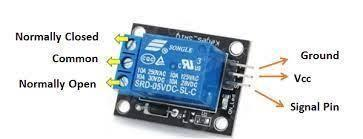 Normally Closed
Common
Normally Open
SONGLE
10A 250VAC 10A 125VAC
10A 30VDC 10A 28VDC
SRD-05VDC-SL-C
Ground
Vcc
Signal Pin